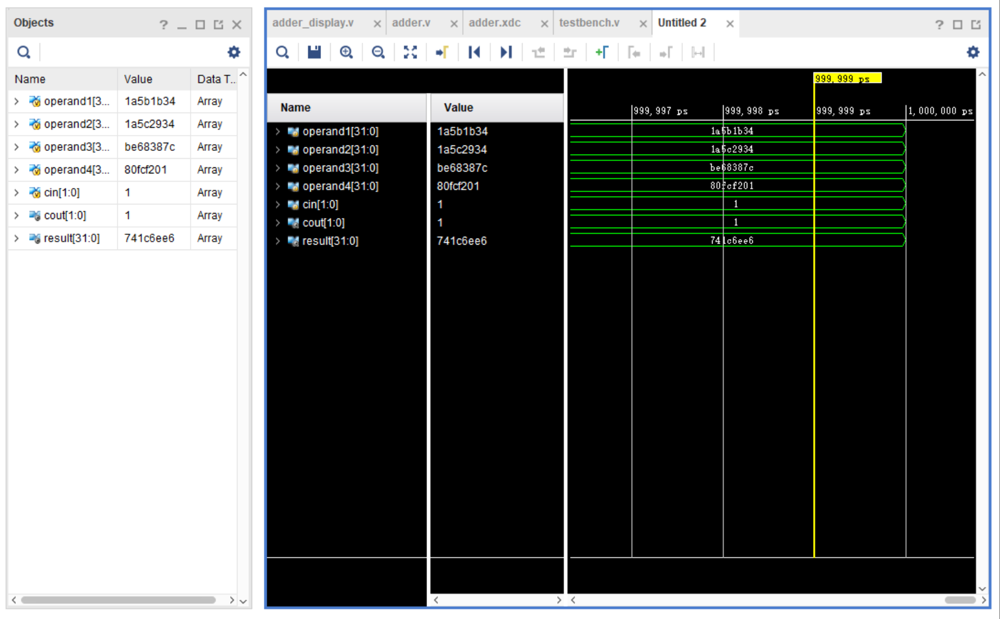 Objects
Name Value Data T...
operand1[3... 1a5b1b34 Array
operand2[3... 1a5c2934 Array
operand3[3... be68387c Array
operand4[3... 80fcf201 Array
cin[1:0] 1 Array
cout[1:0] 1 Array
result[31:0] 741c6ee6 Array
adder_display.v adder.v adder.xdc testbench.v Untitled 2
999,999 ps
Name Value 999,997 ps 999,998 ps 999,999 ps 1,000,000 ps
operand1[31:0] 1a5b1b34 1a5b1b34
operand2[31:0] 1a5c2934 1a5c2934
operand3[31:0] be68387c be68387c
operand4[31:0] 80fcf201 80fcf201
cin[1:0] 1 1
cout[1:0] 1 1
result[31:0] 741c6ee6 741c6ee6